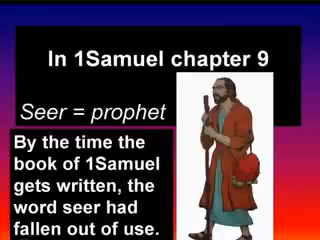 In 1Samuel chapter 9
Seer = prophet
By the time the
book of 1Samuel
gets written, the
word seer had
fallen out of use.